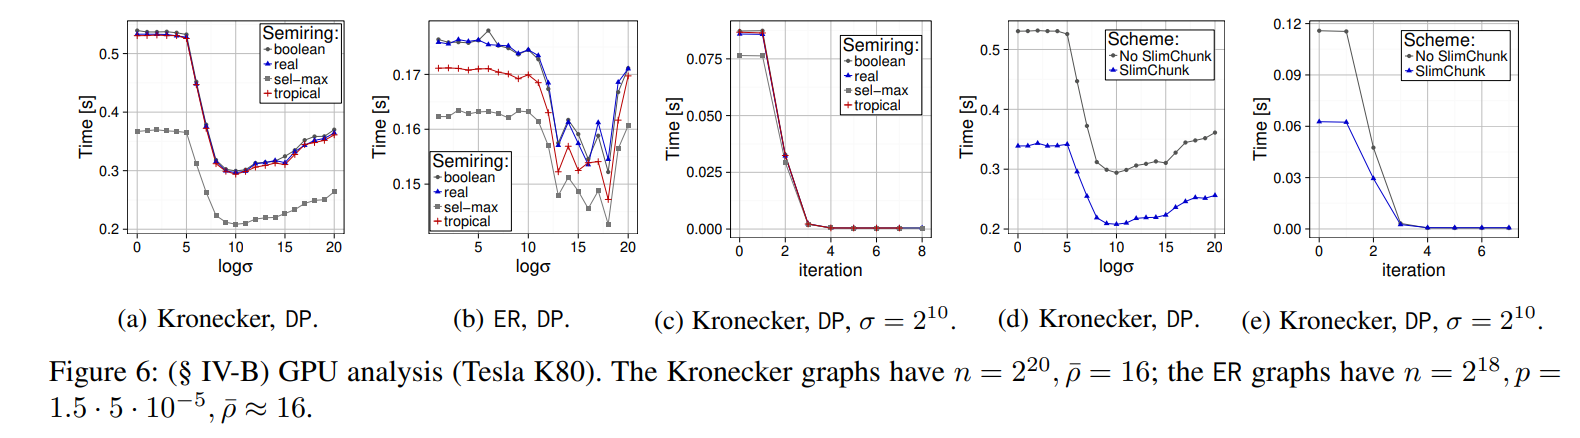 Time [s]
0.5
0.4
0.3
0.2
Semiring:
boolean
real
sel−max
tropical
0 5 10 15 20
logσ
(a) Kronecker, DP.
Time [s]
0.17
0.16
0.15
Semiring:
boolean
real
sel−max
tropical
5 10 15 20
logσ
(b) ER, DP.
Time [s]
0.075
0.050
0.025
0.000
Semiring:
boolean
real
sel−max
tropical
0 2 4 6 8
iteration
(c) Kronecker, DP, σ = 2^10.
Time [s]
0.5
0.4
0.3
0.2
Scheme:
No SlimChunk
SlimChunk
0 5 10 15 20
logσ
(d) Kronecker, DP.
Time [s]
0.12
0.09
0.06
0.03
0.00
Scheme:
No SlimChunk
SlimChunk
0 2 4 6
iteration
(e) Kronecker, DP, σ = 2^10.
Figure 6: (§ IV-B) GPU analysis (Tesla K80). The Kronecker graphs have n = 2^20, ρ̄ = 16; the ER graphs have n = 2^18, p =
1.5 · 5 · 10^−5, ρ̄ ≈ 16.